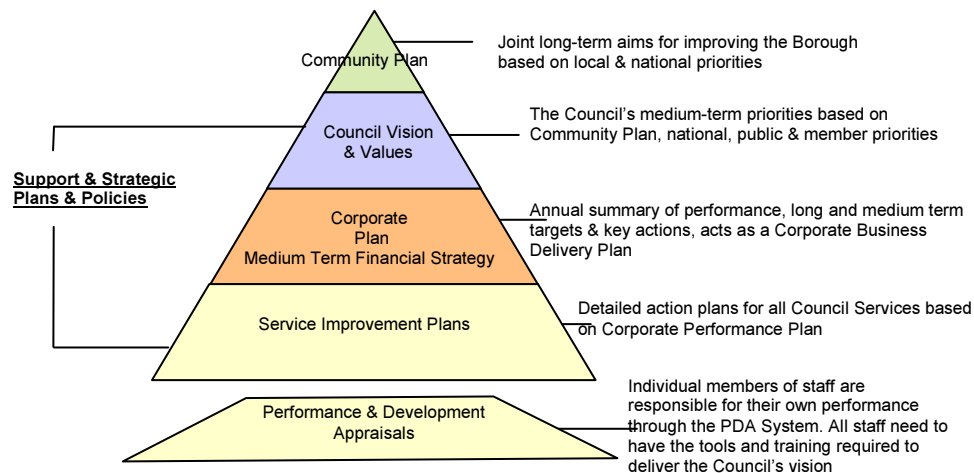 Community Plan
Joint long-term aims for improving the Borough
based on local & national priorities
Council Vision
& Values
The Council's medium-term priorities based on
Community Plan, national, public & member priorities
Support & Strategic
Plans & Policies
Corporate
Plan
Medium Term Financial Strategy
Annual summary of performance, long and medium term
targets & key actions, acts as a Corporate Business
Delivery Plan
Service Improvement Plans
Detailed action plans for all Council Services based
on Corporate Performance Plan
Performance & Development
Appraisals
Individual members of staff are
responsible for their own performance
through the PDA System. All staff need to
have the tools and training required to
deliver the Council's vision